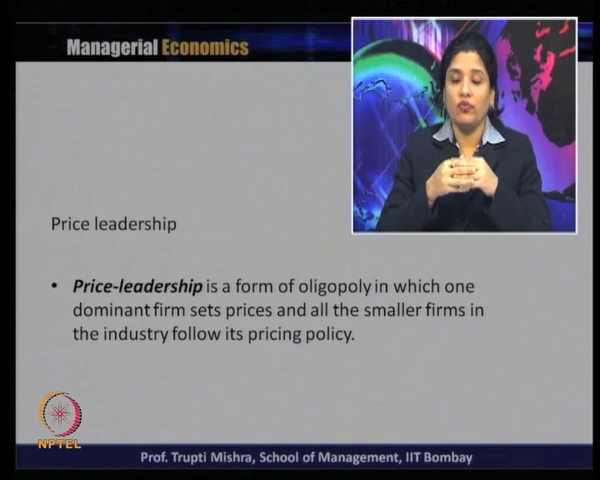 Managerial Economics
Price leadership
• Price-leadership is a form of oligopoly in which one
dominant firm sets prices and all the smaller firms in
the industry follow its pricing policy.
NPTEL
Prof. Trupti Mishra, School of Management, IIT Bombay